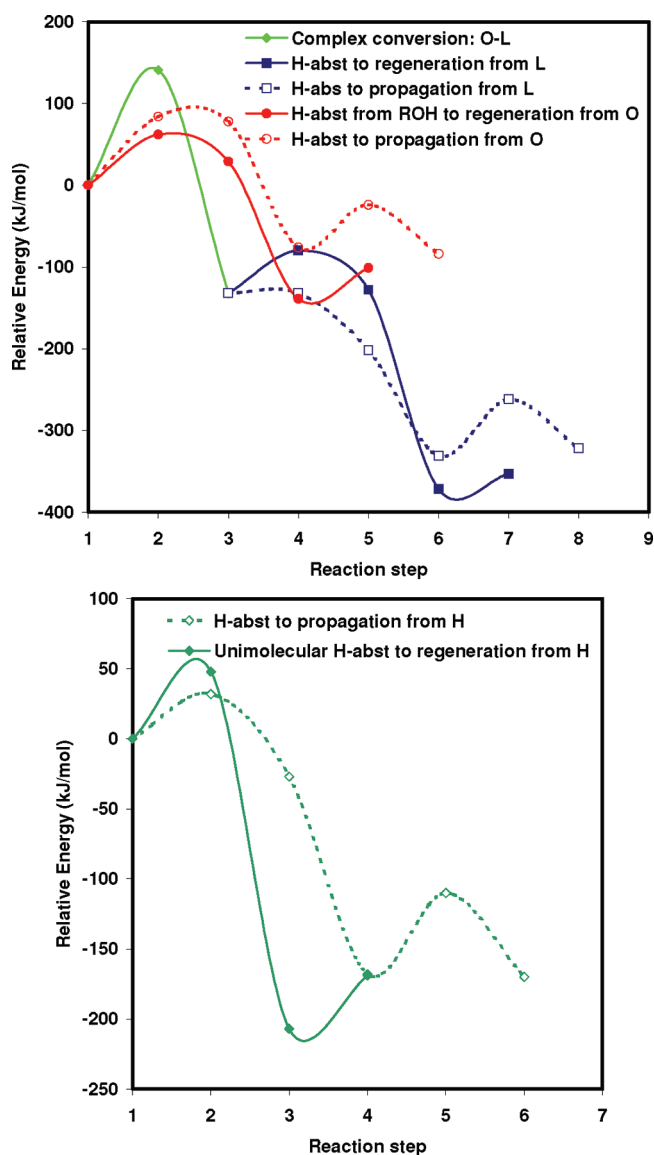 200
100
0
-100
-200
-300
-400
Relative Energy (kJ/mol)
Complex conversion: O-L
H-abst to regeneration from L
H-abs to propagation from L
H-abst from ROH to regeneration from O
H-abst to propagation from O
1 2 3 4 5 6 7 8 9
Reaction step
100
50
0
-50
-100
-150
-200
-250
Relative Energy (kJ/mol)
H-abst to propagation from H
Unimolecular H-abst to regeneration from H
1 2 3 4 5 6 7
Reaction step